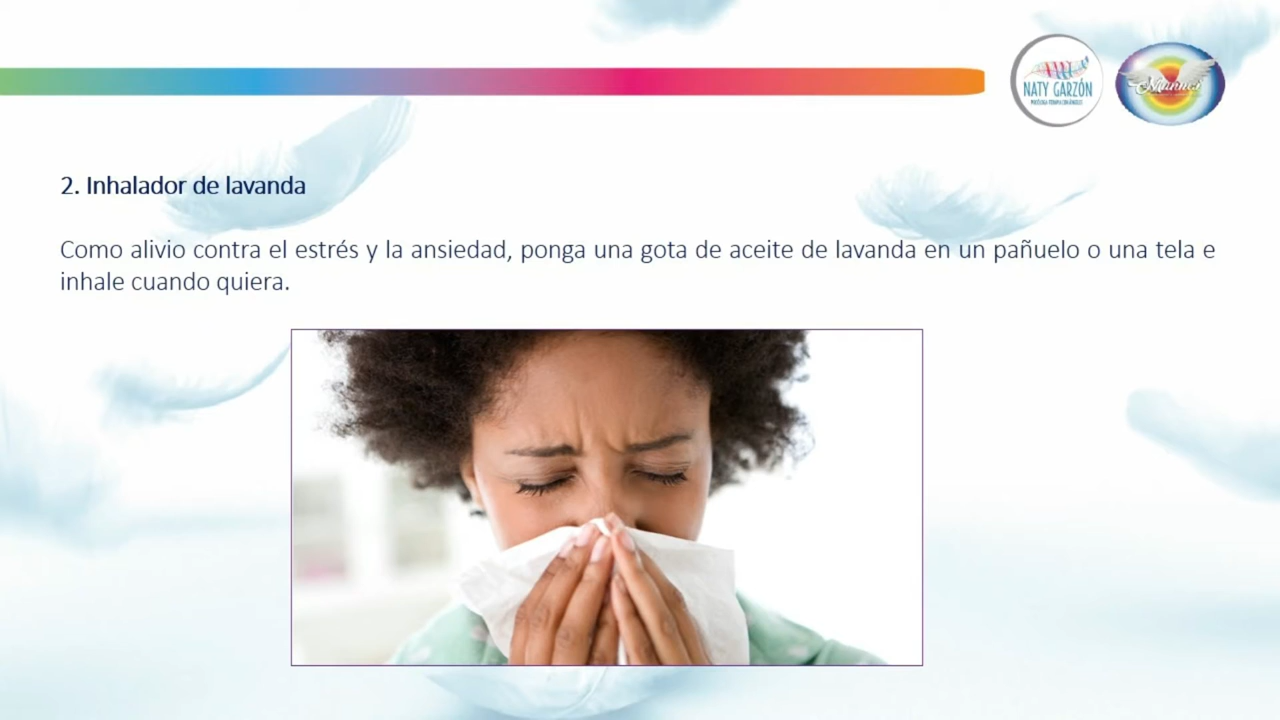 NATY GARZÓN
2. Inhalador de lavanda
Como alivio contra el estrés y la ansiedad, ponga una gota de aceite de lavanda en un pañuelo o una tela e
inhale cuando quiera.